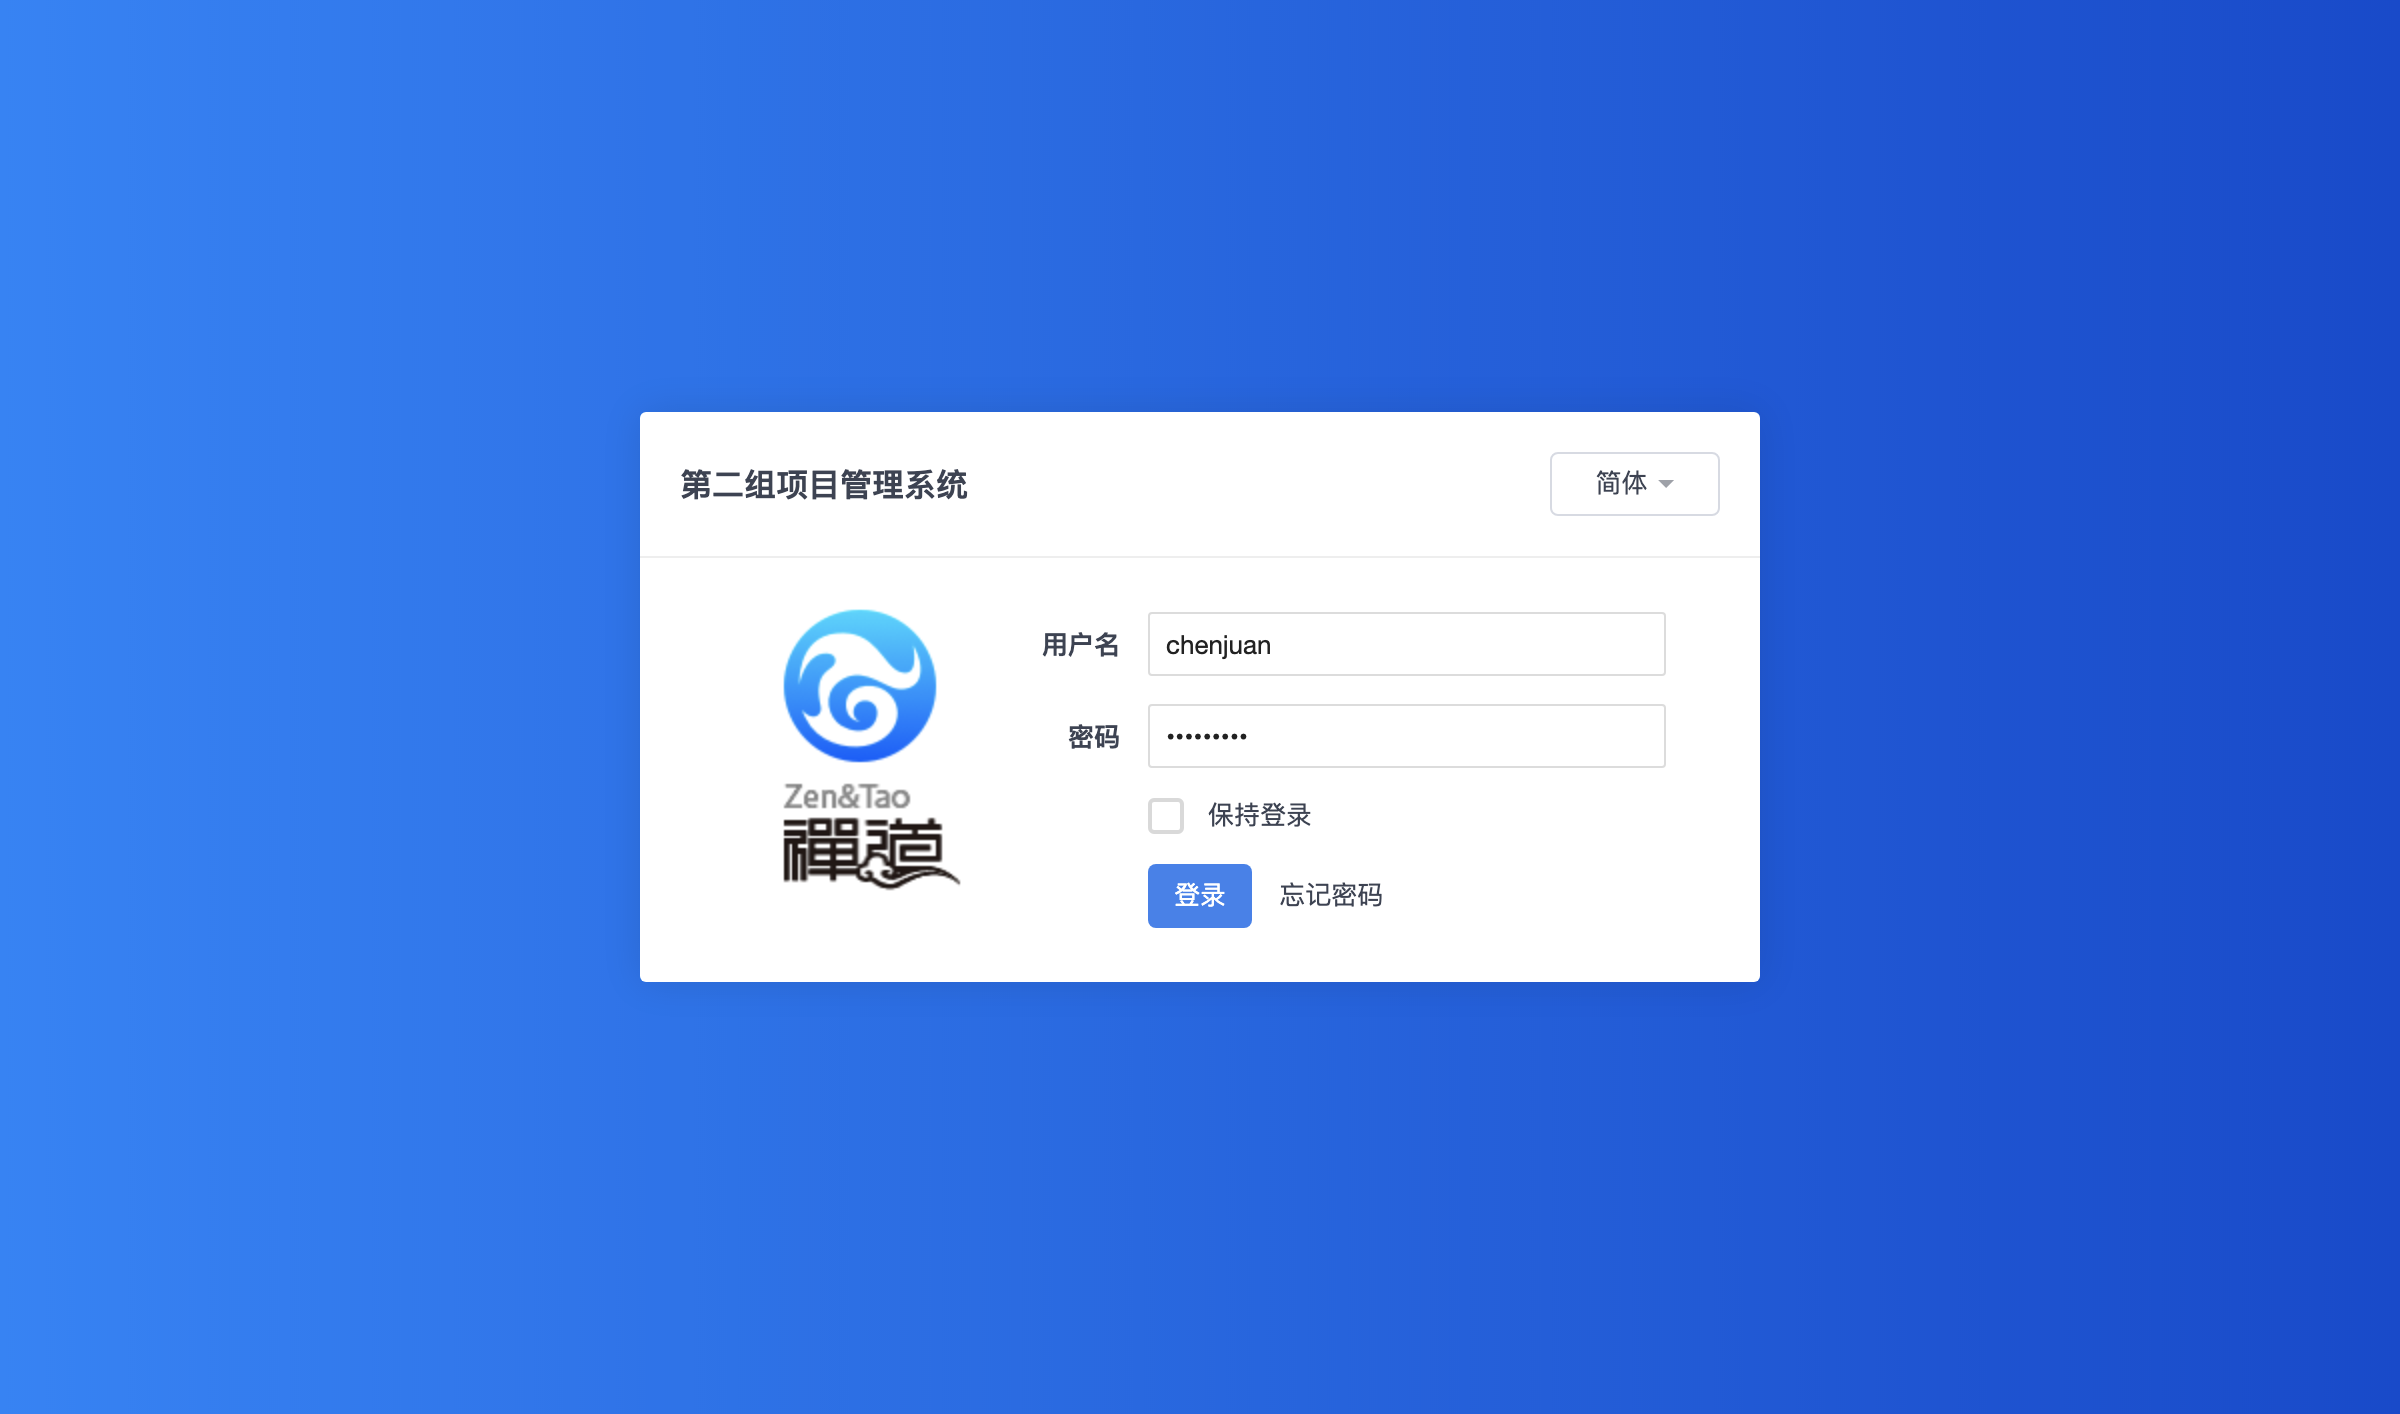 第二组项目管理系统
简体
Zen&Tao
禪道
用户名
chenjuan
密码
•••••••••
保持登录
登录
忘记密码